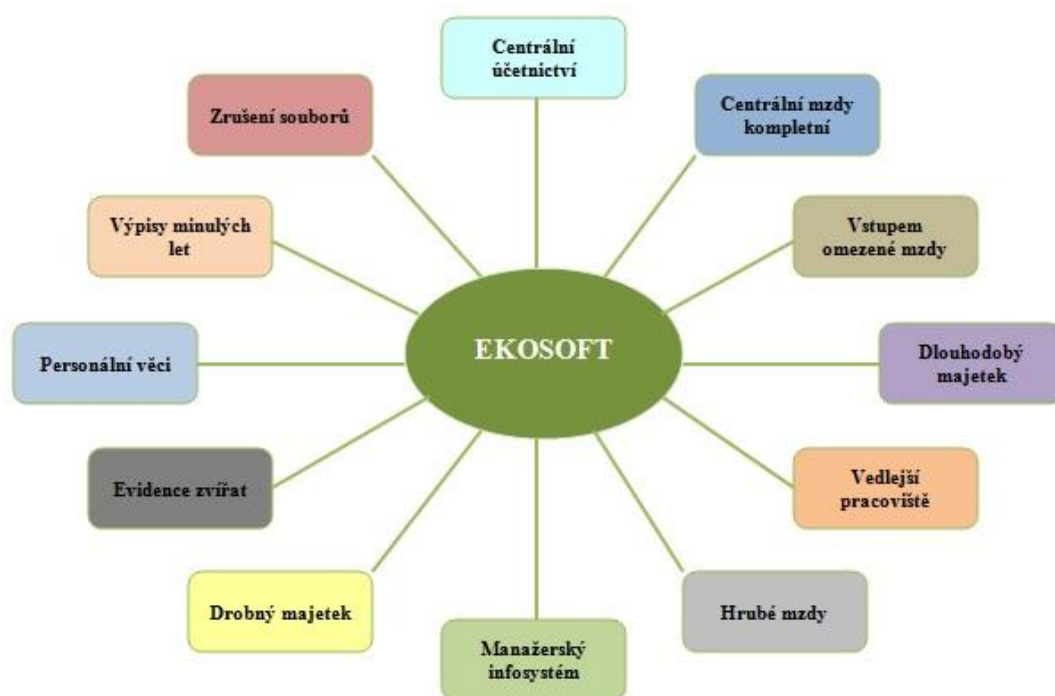 Centrální
účetnictví
Zrušení souborů
Centrální mzdy
kompletní
Výpisy minulých
let
Vstupem
omezené mzdy
EKOSOFT
Personální věci
Dlouhodobý
majetek
Evidence zvířat
Vedlejší
pracoviště
Drobný majetek
Hrubé mzdy
Manažerský
infosystém